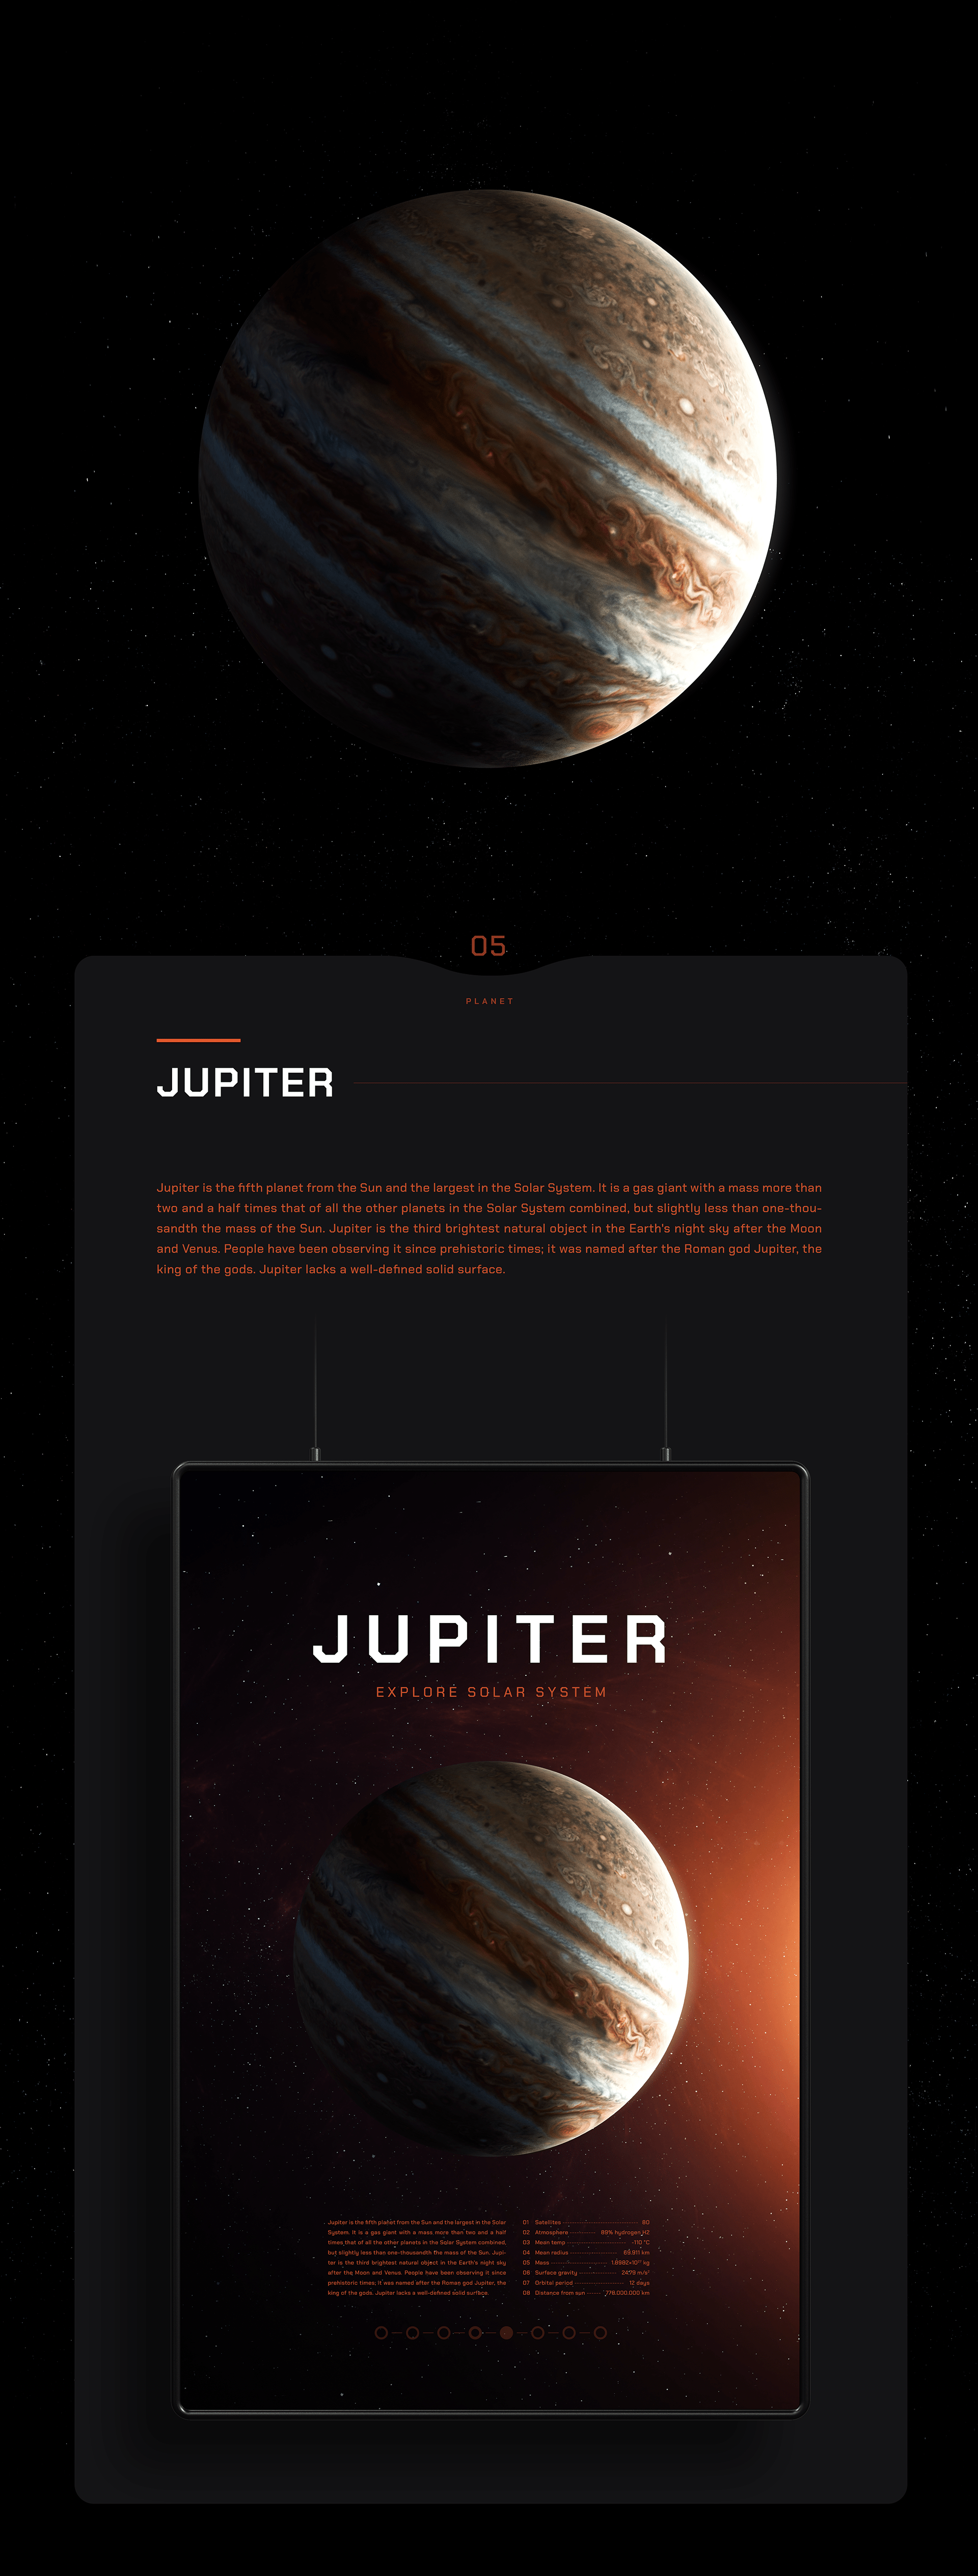 05
PLANET
JUPITER
Jupiter is the fifth planet from the Sun and the largest in the Solar System. It is a gas giant with a mass more than
two and a half times that of all the other planets in the Solar System combined, but slightly less than one-thou-
sandth the mass of the Sun. Jupiter is the third brightest natural object in the Earth's night sky after the Moon
and Venus. People have been observing it since prehistoric times; it was named after the Roman god Jupiter, the
king of the gods. Jupiter lacks a well-defined solid surface.
JUPITER
EXPLORE SOLAR SYSTEM
Jupiter is the fifth planet from the Sun and the largest in the Solar
System. It is a gas giant with a mass more than two and a half
times that of all the other planets in the Solar System combined,
but slightly less than one-thousandth the mass of the Sun. Jupi-
ter is the third brightest natural object in the Earth's night sky
after the Moon and Venus. People have been observing it since
prehistoric times; it was named after the Roman god Jupiter, the
king of the gods. Jupiter lacks a well-defined solid surface.
01 Satellites 80
02 Atmosphere hydrogen H2
03 Mean temp -110 °C
04 Mean radius 69.911 km
05 Mass kg
06 Surface gravity m/s²
07 Orbital period 12 days
08 Distance from sun 778.000.000 km